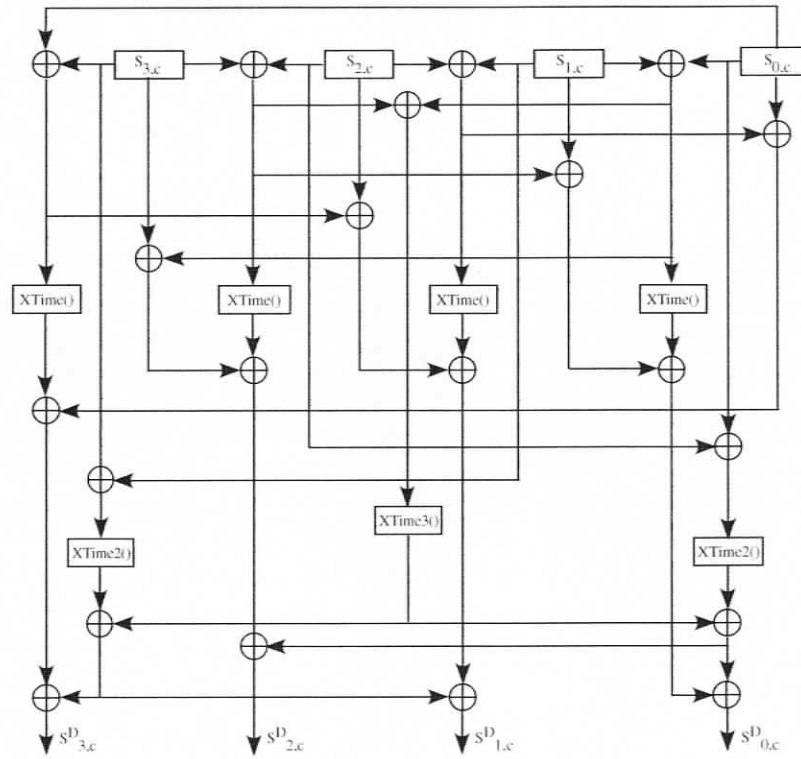 S3,c S2,c S1,c S0,c
XTime() XTime() XTime() XTime()
XTime3()
XTime2() XTime2()
SD3,c SD2,c SD1,c SD0,c